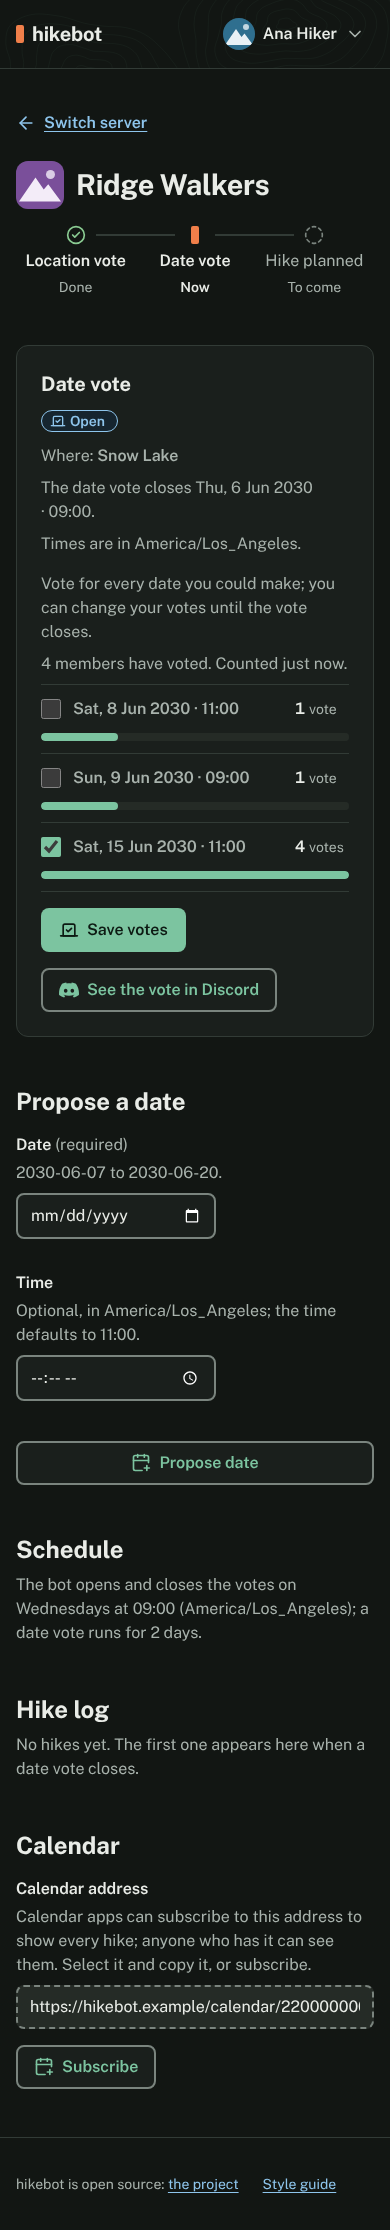 hikebot
Ana Hiker
Switch server
Ridge Walkers
Location vote
Date vote
Hike planned
Done
Now
To come
Date vote
Open
Where: Snow Lake
The date vote closes Thu, 6 Jun 2030
· 09:00.
Times are in America/Los_Angeles.
Vote for every date you could make; you
can change your votes until the vote
closes.
4 members have voted. Counted just now.
Sat, 8 Jun 2030 · 11:00 1 vote
Sun, 9 Jun 2030 · 09:00 1 vote
Sat, 15 Jun 2030 · 11:00 4 votes
Save votes
See the vote in Discord
Propose a date
Date (required)
2030-06-07 to 2030-06-20.
mm/dd/yyyy
Time
Optional, in America/Los_Angeles; the time
defaults to 11:00.
--:-- --
Propose date
Schedule
The bot opens and closes the votes on
Wednesdays at 09:00 (America/Los_Angeles); a
date vote runs for 2 days.
Hike log
No hikes yet. The first one appears here when a
date vote closes.
Calendar
Calendar address
Calendar apps can subscribe to this address to
show every hike; anyone who has it can see
them. Select it and copy it, or subscribe.
https://hikebot.example/calendar/22000000
Subscribe
hikebot is open source: the project Style guide